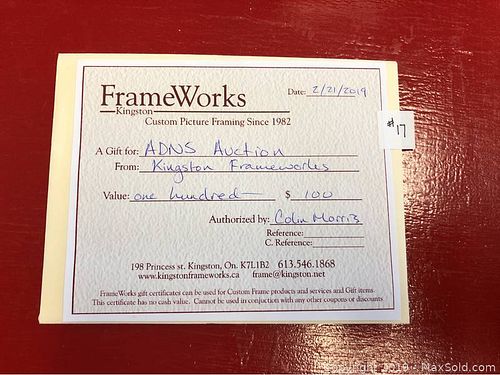 Date: 2/21/2019
FrameWorks
Kingston
Custom Picture Framing Since 1982
#17
A Gift for: ADNS Auction
From: Kingston Frameworks
Value: one hundred $ 100
Authorized by: Colin Morris
Reference:
C. Reference:
198 Princess st. Kingston, On. K7L1B2 613.546.1868
www.kingstonframeworks.ca frame@kingston.net
FrameWorks gift certificates can be used for Custom Frame products and services and Gift items
This certificate has no cash value. Cannot be used in conjuction with any other coupons or discounts
Copyright 2019 - MaxSold.com